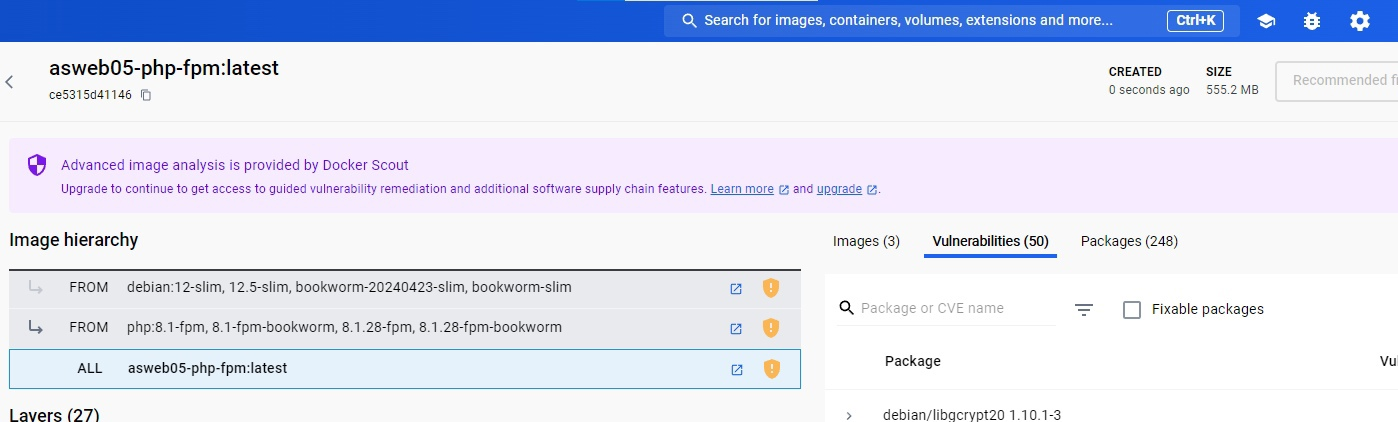 Search for images, containers, volumes, extensions and more... Ctrl+K
asweb05-php-fpm:latest
ce5315d41146
CREATED
0 seconds ago
SIZE
555.2 MB
Recommended fi
Advanced image analysis is provided by Docker Scout
Upgrade to continue to get access to guided vulnerability remediation and additional software supply chain features. Learn more and upgrade .
Image hierarchy
FROM debian:12-slim, 12.5-slim, bookworm-20240423-slim, bookworm-slim
FROM php:8.1-fpm, 8.1-fpm-bookworm, 8.1.28-fpm, 8.1.28-fpm-bookworm
ALL asweb05-php-fpm:latest
Layers (27)
Images (3) Vulnerabilities (50) Packages (248)
Package or CVE name
Fixable packages
Package Vul
debian/libgcrypt20 1.10.1-3